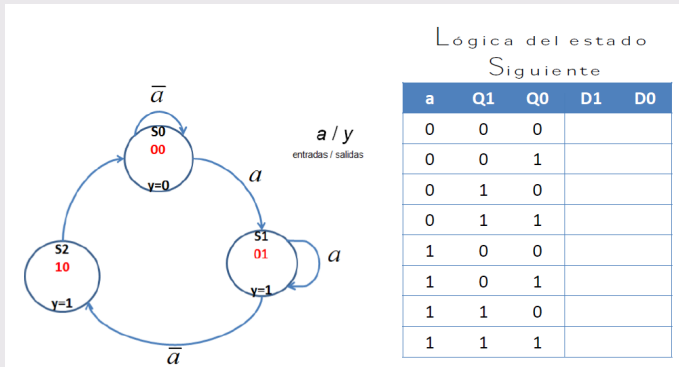 Lógica del estado
Siguiente
a Q1 Q0 D1 D0
0 0 0
0 0 1
0 1 0
0 1 1
1 0 0
1 0 1
1 1 0
1 1 1
a̅
S0
00
y=0
a / y
entradas / salidas
a
S1
01
y=1
a
S2
10
y=1
a̅